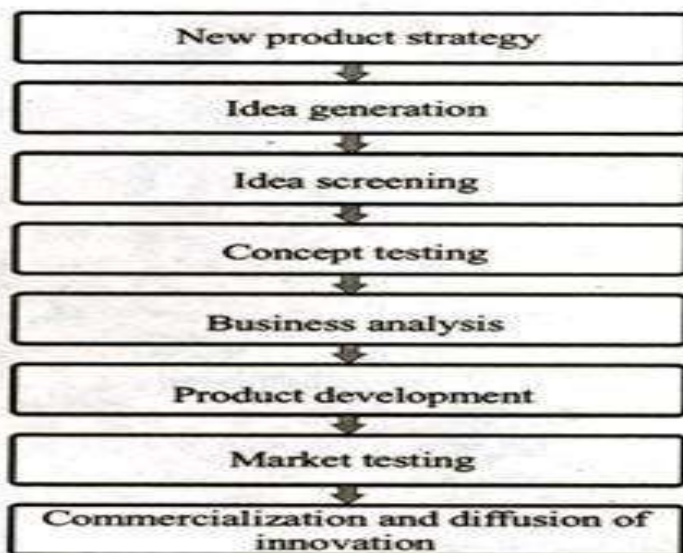 New product strategy
Idea generation
Idea screening
Concept testing
Business analysis
Product development
Market testing
Commercialization and diffusion of
innovation